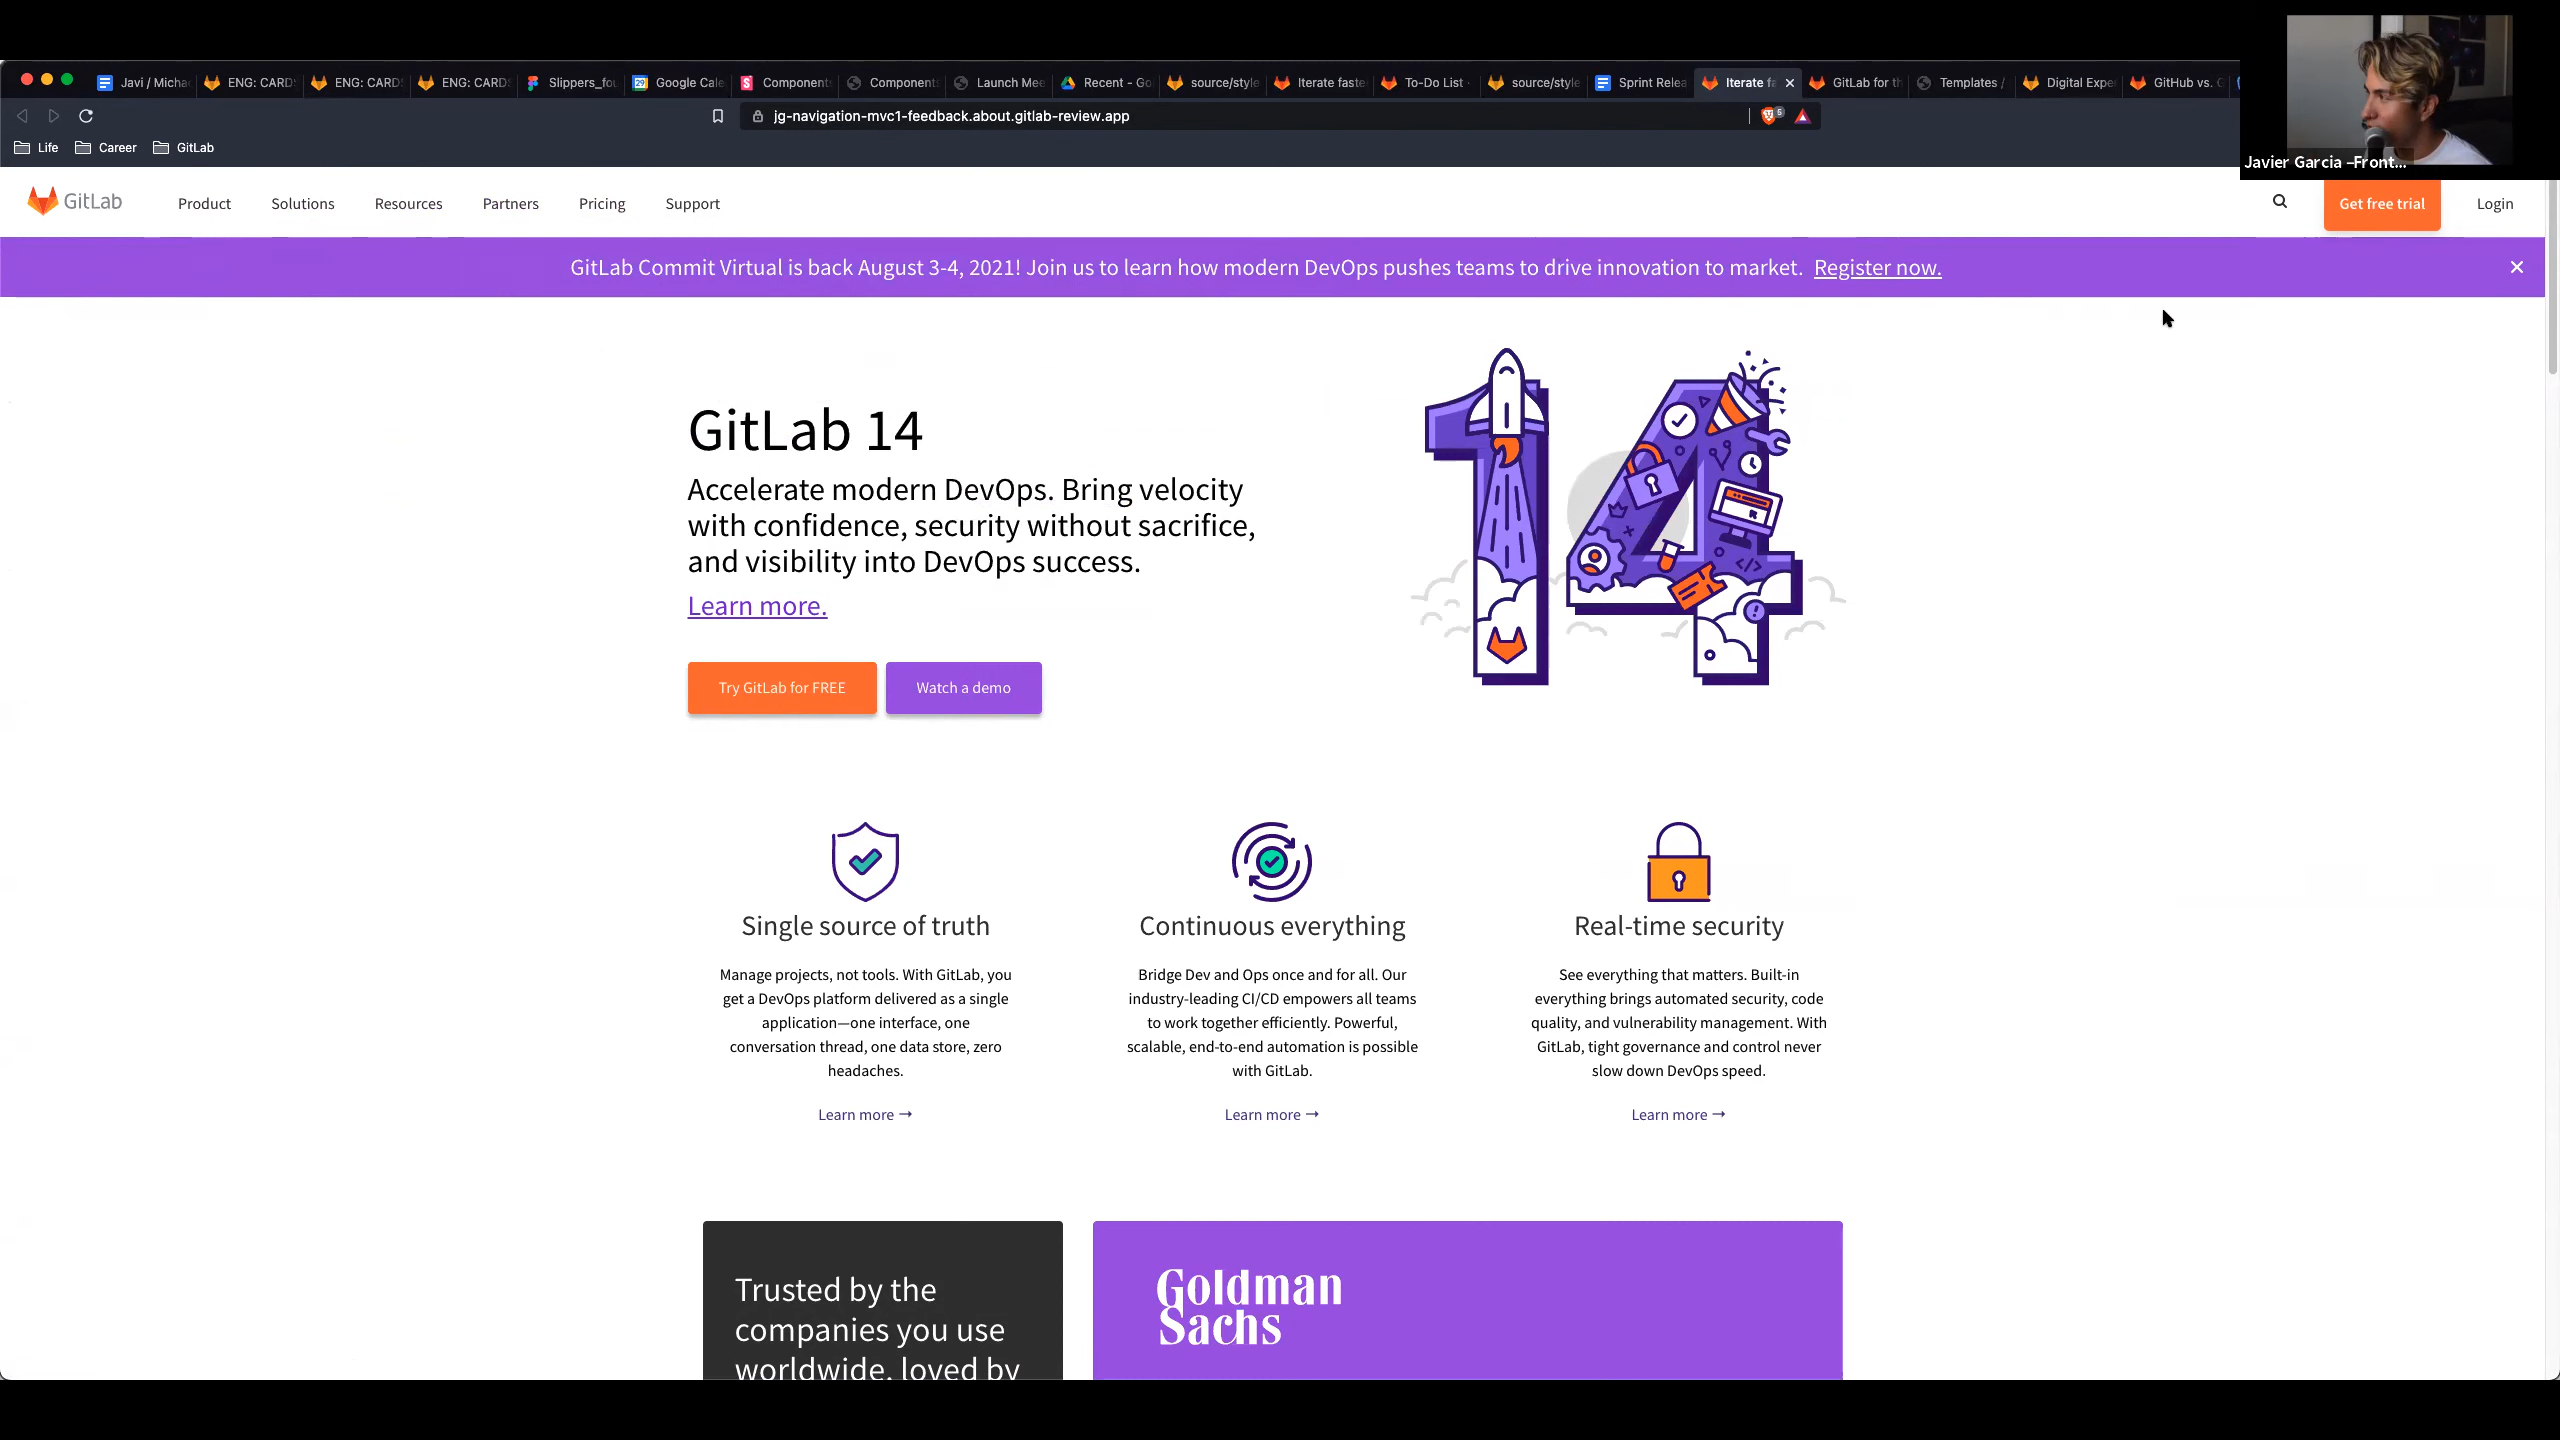 Javi / Micha
ENG: CARD
ENG: CARD
ENG: CARD
Slippers_fou
Google Cale
Component
Component
Launch Mee
Recent - Go
source/style
Iterate faste
To-Do List ·
source/style
Sprint Relea
Iterate fa
GitLab for th
Templates /
Digital Expe
GitHub vs. G
jg-navigation-mvc1-feedback.about.gitlab-review.app
5
Life
Career
GitLab
Javier Garcia –Front...
GitLab
Product
Solutions
Resources
Partners
Pricing
Support
Get free trial
Login
GitLab Commit Virtual is back August 3-4, 2021! Join us to learn how modern DevOps pushes teams to drive innovation to market. Register now.
GitLab 14
Accelerate modern DevOps. Bring velocity
with confidence, security without sacrifice,
and visibility into DevOps success.
Learn more.
Try GitLab for FREE
Watch a demo
Single source of truth
Manage projects, not tools. With GitLab, you
get a DevOps platform delivered as a single
application—one interface, one
conversation thread, one data store, zero
headaches.
Learn more →
Continuous everything
Bridge Dev and Ops once and for all. Our
industry-leading CI/CD empowers all teams
to work together efficiently. Powerful,
scalable, end-to-end automation is possible
with GitLab.
Learn more →
Real-time security
See everything that matters. Built-in
everything brings automated security, code
quality, and vulnerability management. With
GitLab, tight governance and control never
slow down DevOps speed.
Learn more →
Trusted by the
companies you use
worldwide, loved by
Goldman
Sachs
14